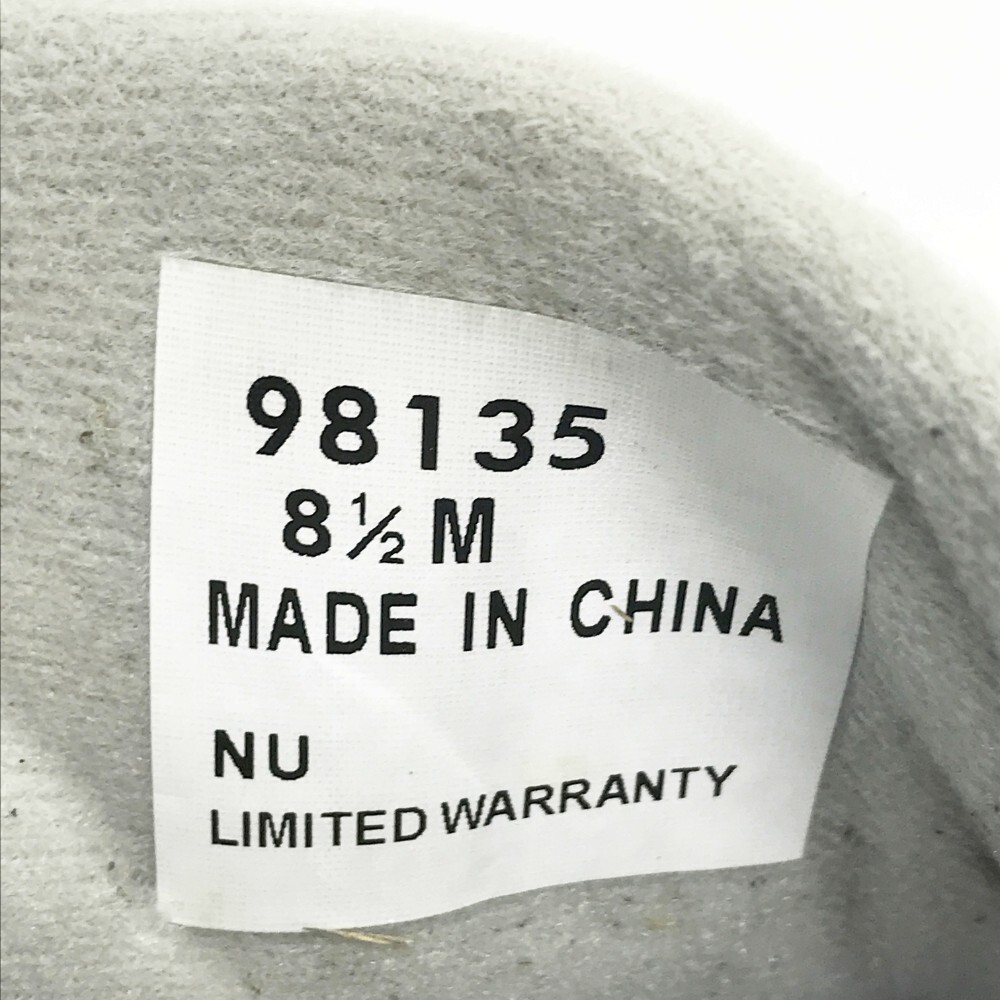 98135
8½ M
MADE IN CHINA
NU
LIMITED WARRANTY